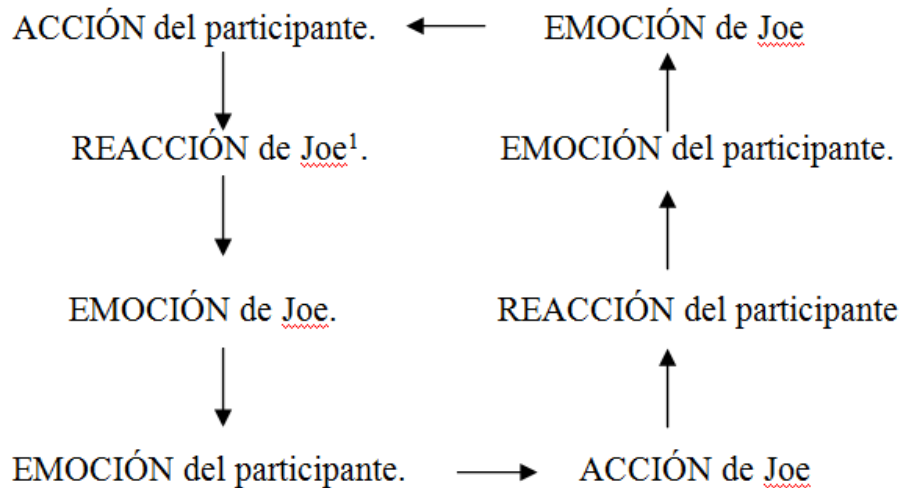 ACCIÓN del participante. EMOCIÓN de Joe
REACCIÓN de Joe¹. EMOCIÓN del participante.
EMOCIÓN de Joe. REACCIÓN del participante
EMOCIÓN del participante. ACCIÓN de Joe